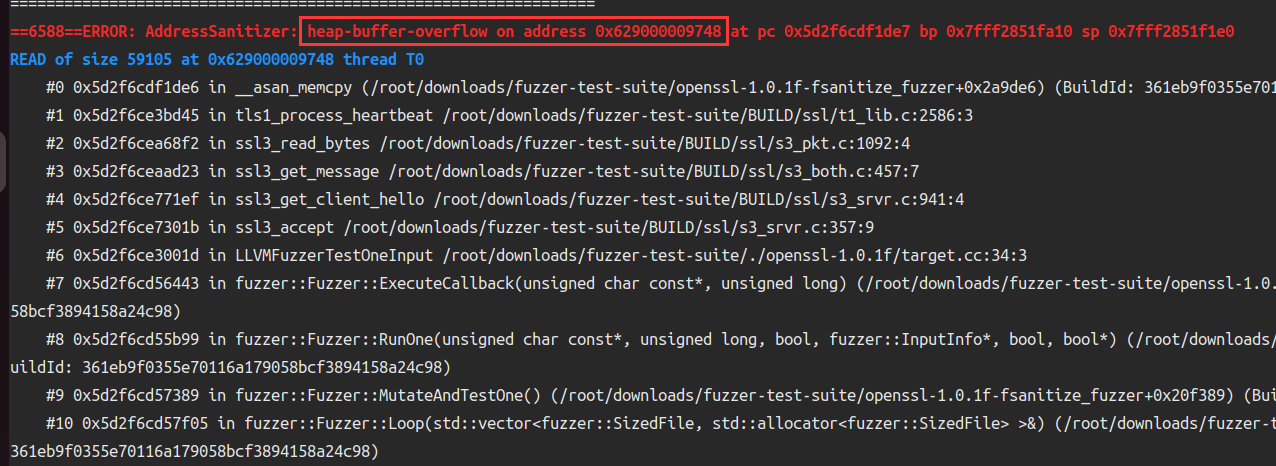 =================================================================
==6588==ERROR: AddressSanitizer: heap-buffer-overflow on address 0x629000009748 at pc 0x5d2f6cdf1de7 bp 0x7fff2851fa10 sp 0x7fff2851f1e0
READ of size 59105 at 0x629000009748 thread T0
#0 0x5d2f6cdf1de6 in __asan_memcpy (/root/downloads/fuzzer-test-suite/openssl-1.0.1f-fsanitize_fuzzer+0x2a9de6) (BuildId: 361eb9f0355e701
#1 0x5d2f6ce3bd45 in tls1_process_heartbeat /root/downloads/fuzzer-test-suite/BUILD/ssl/t1_lib.c:2586:3
#2 0x5d2f6cea68f2 in ssl3_read_bytes /root/downloads/fuzzer-test-suite/BUILD/ssl/s3_pkt.c:1092:4
#3 0x5d2f6ceaad23 in ssl3_get_message /root/downloads/fuzzer-test-suite/BUILD/ssl/s3_both.c:457:7
#4 0x5d2f6ce771ef in ssl3_get_client_hello /root/downloads/fuzzer-test-suite/BUILD/ssl/s3_srvr.c:941:4
#5 0x5d2f6ce7301b in ssl3_accept /root/downloads/fuzzer-test-suite/BUILD/ssl/s3_srvr.c:357:9
#6 0x5d2f6ce3001d in LLVMFuzzerTestOneInput /root/downloads/fuzzer-test-suite/./openssl-1.0.1f/target.cc:34:3
#7 0x5d2f6cd56443 in fuzzer::Fuzzer::ExecuteCallback(unsigned char const*, unsigned long) (/root/downloads/fuzzer-test-suite/openssl-1.0.
58bcf3894158a24c98)
#8 0x5d2f6cd55b99 in fuzzer::Fuzzer::RunOne(unsigned char const*, unsigned long, bool, fuzzer::InputInfo*, bool, bool*) (/root/downloads/
uildId: 361eb9f0355e70116a179058bcf3894158a24c98)
#9 0x5d2f6cd57389 in fuzzer::Fuzzer::MutateAndTestOne() (/root/downloads/fuzzer-test-suite/openssl-1.0.1f-fsanitize_fuzzer+0x20f389) (Bui
#10 0x5d2f6cd57f05 in fuzzer::Fuzzer::Loop(std::vector<fuzzer::SizedFile, std::allocator<fuzzer::SizedFile> >&) (/root/downloads/fuzzer-t
361eb9f0355e70116a179058bcf3894158a24c98)